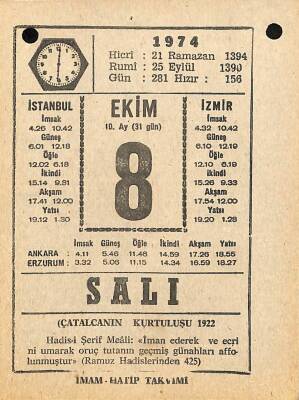 1974
Hicri : 21 Ramazan 1394
Rumi : 25 Eylül 1390
Gün : 281 Hızır : 156
İSTANBUL
İmsak
4.26 10.42
Güneş
6.01 12.18
Öğle
12.02 6.18
İkindi
15.14 9.31
Akşam
17.41 12.00
Yatsı
19.12 1.30
EKİM
10. Ay (31 gün)
8
İZMİR
İmsak
4.32 10.42
Güneş
6.10 12.19
Öğle
12.10 6.19
İkindi
15.26 9.33
Akşam
17.54 12.00
Yatsı
19.20 1.28
İmsak Güneş Öğle İkindi Akşam Yatsı
ANKARA : 4.11 5.46 11.48 14.59 17.26 18.55
ERZURUM : 3.32 5.06 11.15 14.34 16.59 18.27
SALI
(ÇATALCANIN KURTULUŞU 1922
Hadis-i Şerif Meâli: «İman ederek ve ecri
ni umarak oruç tutanın geçmiş günahları affo-
lunmuştur» (Ramuz Hadislerinden 425)
İMAM-HATİP TAKVİMİ